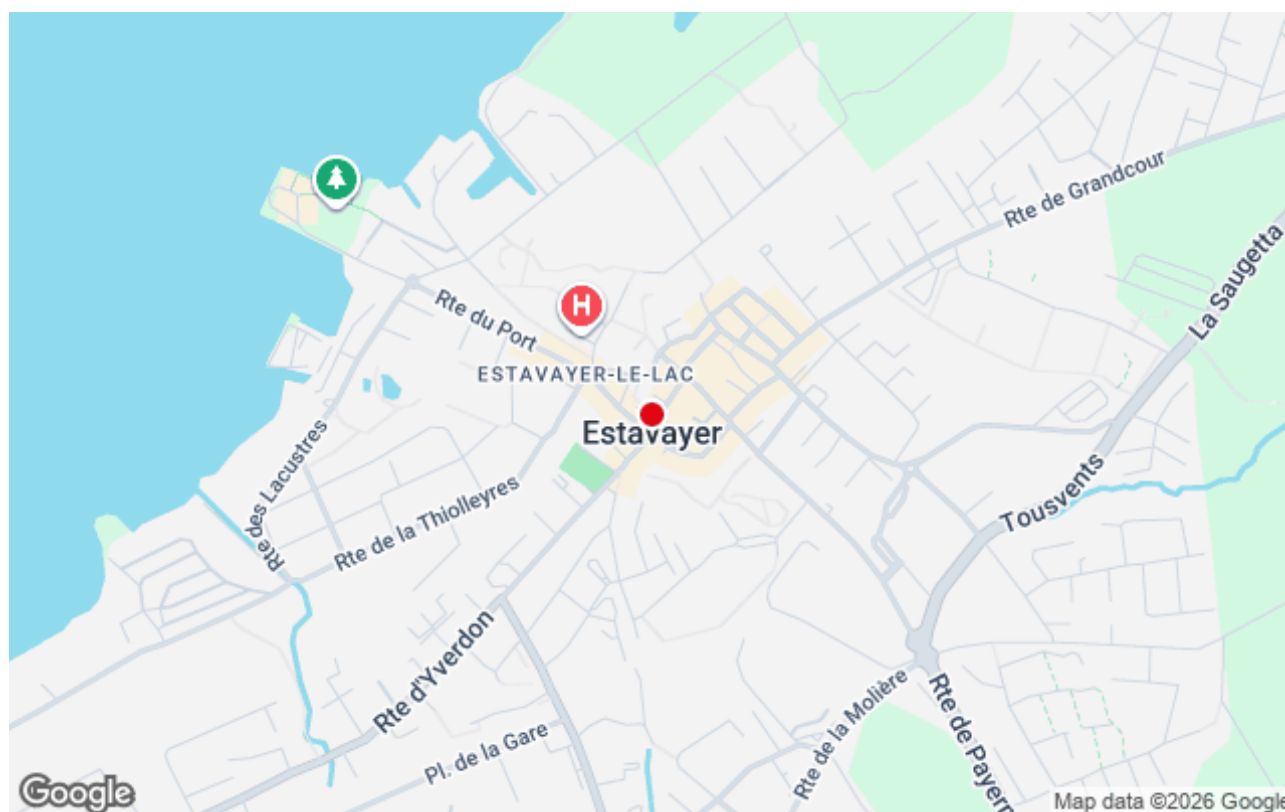 Rte de Grandcour
La Saugetta
Rte du Port
H
ESTAVAYER-LE-LAC
Estavayer
Rte des Lacustres
Rte de la Thiolleyres
Tousvents
Rte d'Yverdon
Rte de la Molière
Rte de Payern
Pl. de la Gare
Google
Map data ©2026 Google